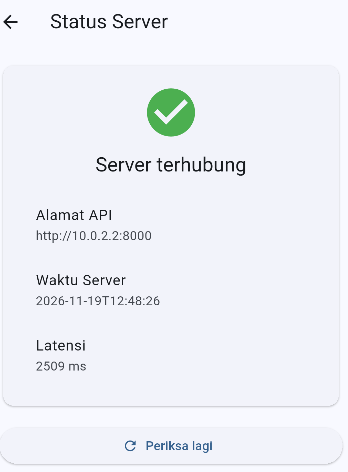 Status Server
Server terhubung
Alamat API
http://10.0.2.2:8000
Waktu Server
2026-11-19T12:48:26
Latensi
2509 ms
Periksa lagi